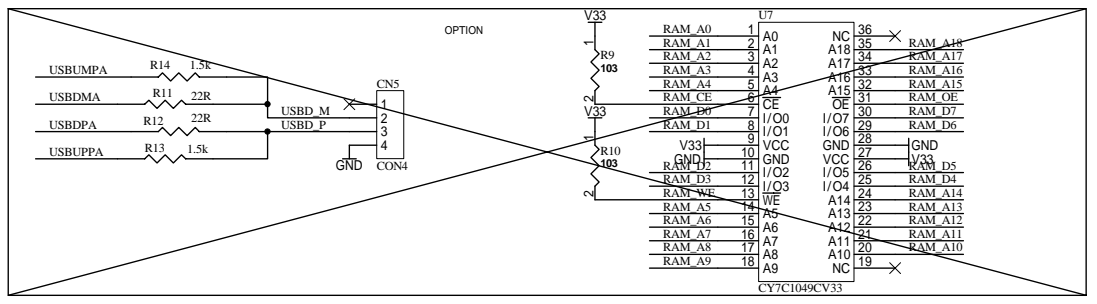 OPTION
USBUMPA R14 1.5k
USBDMA R11 22R
USBDPA R12 22R
USBUPPA R13 1.5k
USBD_M
USBD_P
CN5
1
2
3
4
CON4
GND
V33
1
R9
103
2
V33
1
R10
103
2
U7
RAM_A0 1 A0 NC 36
RAM_A1 2 A1 A18 35 RAM_A18
RAM_A2 3 A2 A17 34 RAM_A17
RAM_A3 4 A3 A16 33 RAM_A16
RAM_A4 5 A4 A15 32 RAM_A15
RAM_CE 6 CE OE 31 RAM_OE
RAM_D0 7 I/O0 I/O7 30 RAM_D7
RAM_D1 8 I/O1 I/O6 29 RAM_D6
V33 9 VCC GND 28 GND
GND 10 GND VCC 27 V33
RAM_D2 11 I/O2 I/O5 26 RAM_D5
RAM_D3 12 I/O3 I/O4 25 RAM_D4
RAM_WE 13 WE A14 24 RAM_A14
RAM_A5 14 A5 A13 23 RAM_A13
RAM_A6 15 A6 A12 22 RAM_A12
RAM_A7 16 A7 A11 21 RAM_A11
RAM_A8 17 A8 A10 20 RAM_A10
RAM_A9 18 A9 NC 19
CY7C1049CV33